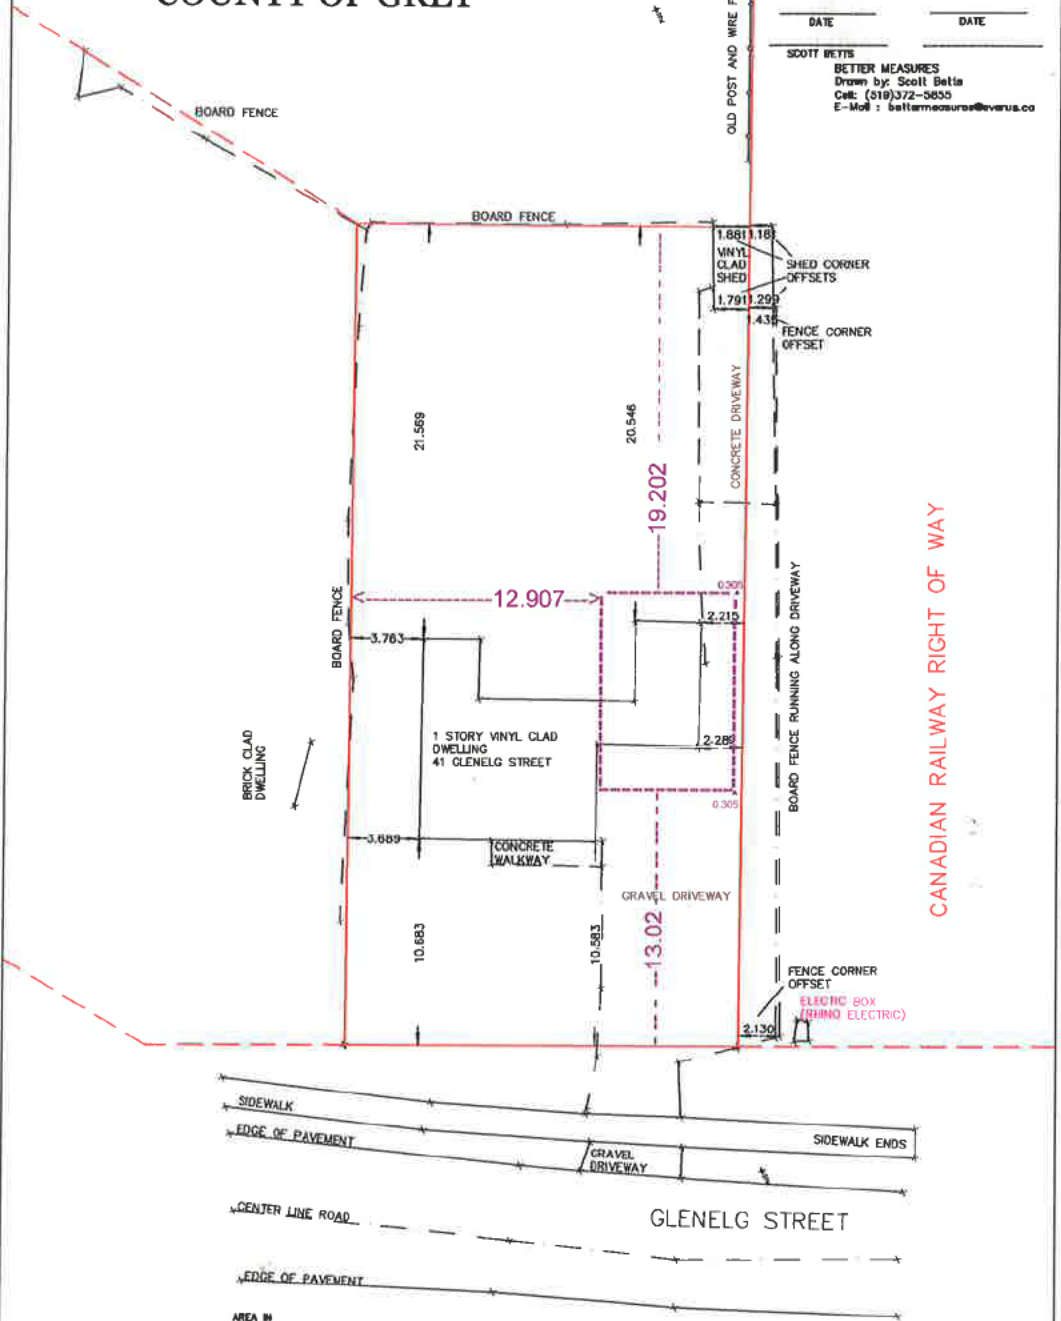 COUNTY OF GREY
DATE
DATE
SCOTT BETTS
BETTER MEASURES
Drawn by: Scott Betts
Cell: (519)372-5855
E-Mail :
OLD POST AND WIRE
BOARD FENCE
BOARD FENCE
1.881
1.181
VINYL
CLAD
SHED
SHED CORNER
OFFSETS
1.791
1.299
1.435
FENCE CORNER
OFFSET
CONCRETE DRIVEWAY
21.569
20.546
19.202
CANADIAN RAILWAY RIGHT OF WAY
BOARD FENCE RUNNING ALONG DRIVEWAY
0.305
12.907
BOARD FENCE
2.215
3.763
1 STORY VINYL CLAD
DWELLING
41 GLENELG STREET
2.289
BRICK CLAD
DWELLING
0.305
3.689
CONCRETE
WALKWAY
GRAVEL DRIVEWAY
10.683
10.583
13.02
FENCE CORNER
OFFSET
ELECTRIC BOX
(RHINO ELECTRIC)
2.130
SIDEWALK
EDGE OF PAVEMENT
SIDEWALK ENDS
GRAVEL
DRIVEWAY
CENTER LINE ROAD
GLENELG STREET
EDGE OF PAVEMENT
AREA IN